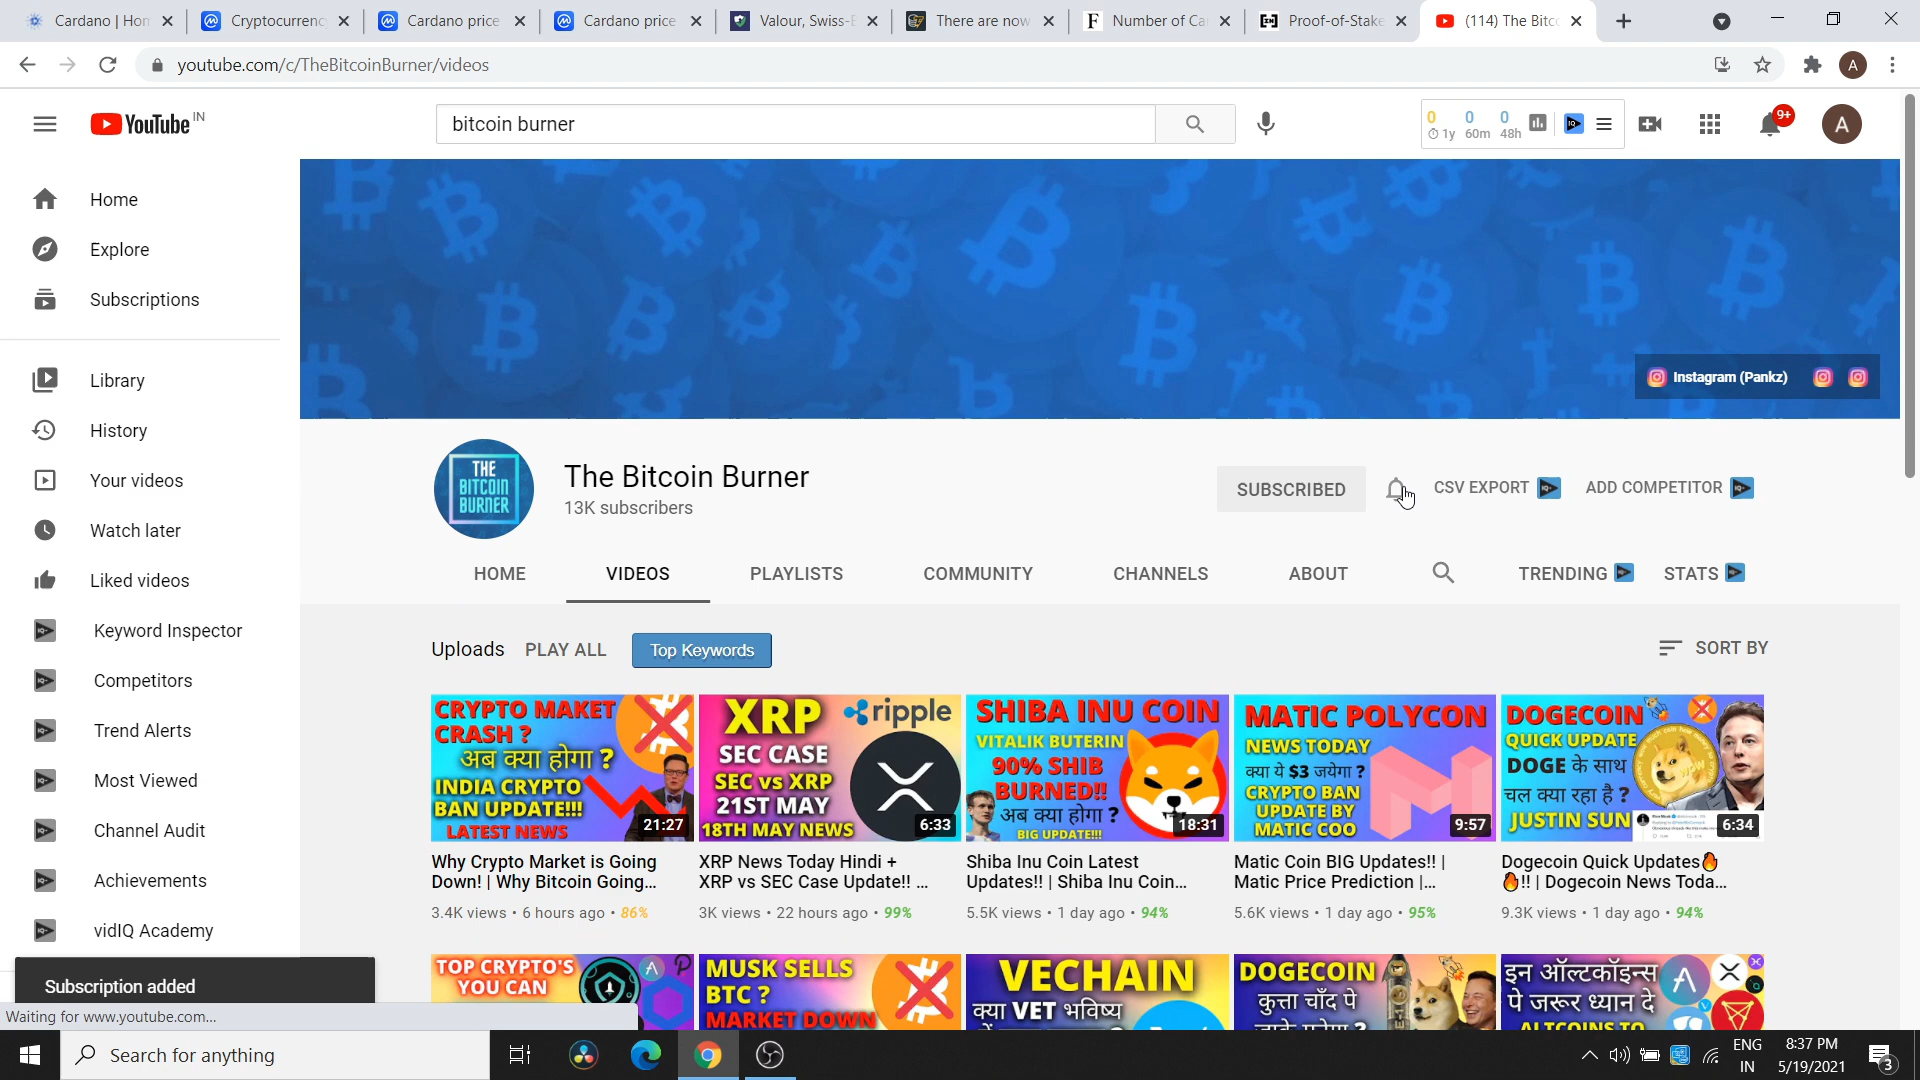 Cardano | Hom
Cryptocurrenc
Cardano price
Cardano price
Valour, Swiss-B
There are now
Number of Ca
Proof-of-Stake
(114) The Bitco
youtube.com/c/TheBitcoinBurner/videos
A
YouTube IN
bitcoin burner
0 0 0
1y 60m 48h
9+
A
Home
Explore
Subscriptions
Library
History
Your videos
Watch later
Liked videos
Keyword Inspector
Competitors
Trend Alerts
Most Viewed
Channel Audit
Achievements
vidIQ Academy
Instagram (Pankz)
THE
BITCOIN
BURNER
The Bitcoin Burner
13K subscribers
SUBSCRIBED
CSV EXPORT
ADD COMPETITOR
HOME
VIDEOS
PLAYLISTS
COMMUNITY
CHANNELS
ABOUT
TRENDING
STATS
Uploads
PLAY ALL
Top Keywords
SORT BY
CRYPTO MAKET
CRASH ?
अब क्या होगा ?
INDIA CRYPTO
BAN UPDATE!!!
LATEST NEWS
21:27
Why Crypto Market is Going
Down! | Why Bitcoin Going...
3.4K views • 6 hours ago • 86%
XRP
ripple
SEC CASE
SEC vs XRP
21ST MAY
18TH MAY NEWS
6:33
XRP News Today Hindi +
XRP vs SEC Case Update!! ...
3K views • 22 hours ago • 99%
SHIBA INU COIN
VITALIK BUTERIN
90% SHIB
BURNED!!
अब क्या होगा ?
BIG UPDATE!!!
18:31
Shiba Inu Coin Latest
Updates!! | Shiba Inu Coin...
5.5K views • 1 day ago • 94%
MATIC POLYCON
NEWS TODAY
क्या ये $3 जयेगा ?
CRYPTO BAN
UPDATE BY
MATIC COO
9:57
Matic Coin BIG Updates!! |
Matic Price Prediction |...
5.6K views • 1 day ago • 95%
DOGECOIN
QUICK UPDATE
DOGE के साथ
चल क्या रहा है ?
JUSTIN SUN
6:34
Dogecoin Quick Updates🔥
🔥!! | Dogecoin News Toda...
9.3K views • 1 day ago • 94%
TOP CRYPTO'S
YOU CAN
MUSK SELLS
BTC ?
MARKET DOWN
VECHAIN
क्या VET भविष्य
DOGECOIN
कुत्ता चाँद पे
इन ऑल्टकॉइन्स
पे जरूर ध्यान दे
ALTCOINS TO
Subscription added
Waiting for www.youtube.com...
Search for anything
ENG
IN
8:37 PM
5/19/2021
3